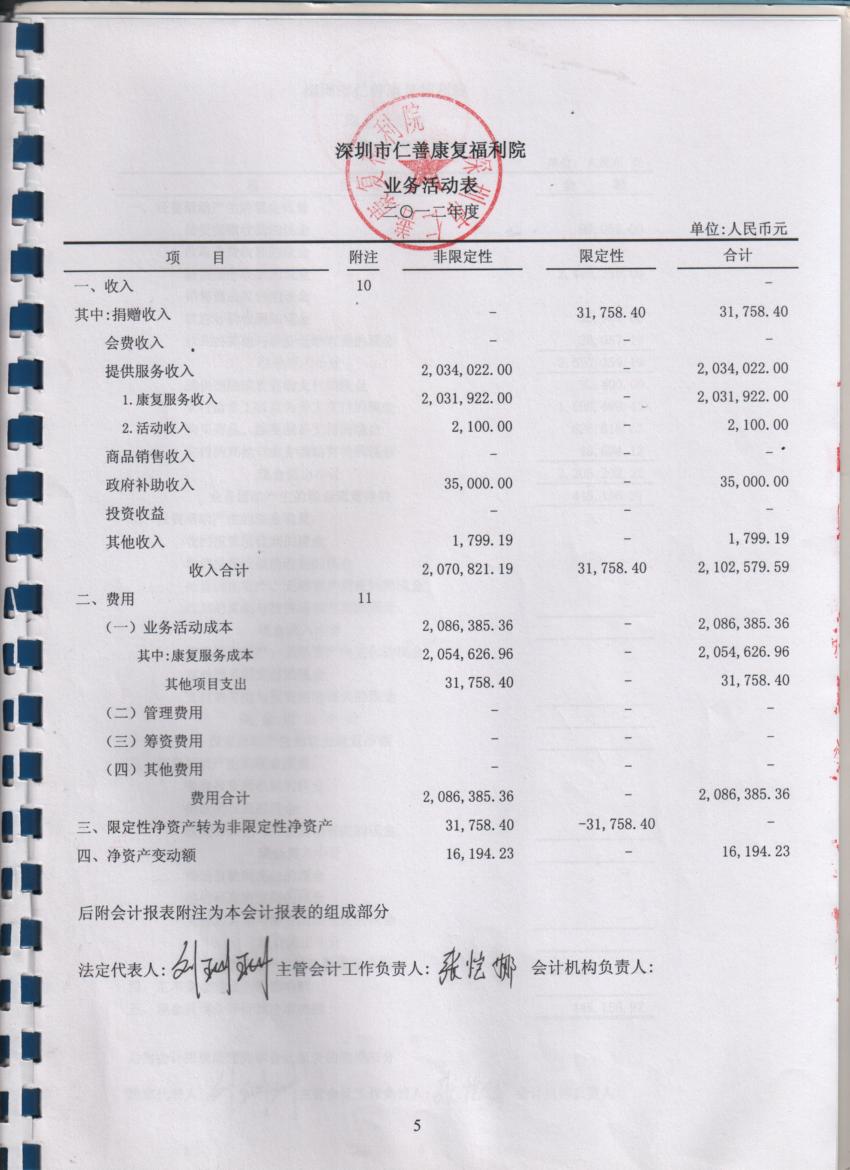 深圳市仁善康复福利院
业务活动表
二〇一二年度
单位:人民币元
项 目 附注 非限定性 限定性 合计
一、收入 10 –
其中:捐赠收入 – 31,758.40 31,758.40
会费收入 – – –
提供服务收入 2,034,022.00 – 2,034,022.00
1.康复服务收入 2,031,922.00 – 2,031,922.00
2.活动收入 2,100.00 – 2,100.00
商品销售收入 – – –
政府补助收入 35,000.00 – 35,000.00
投资收益 – – –
其他收入 1,799.19 – 1,799.19
收入合计 2,070,821.19 31,758.40 2,102,579.59
二、费用 11
（一）业务活动成本 2,086,385.36 – 2,086,385.36
其中:康复服务成本 2,054,626.96 – 2,054,626.96
其他项目支出 31,758.40 – 31,758.40
（二）管理费用 – – –
（三）筹资费用 – – –
（四）其他费用 – – –
费用合计 2,086,385.36 – 2,086,385.36
三、限定性净资产转为非限定性净资产 31,758.40 -31,758.40 –
四、净资产变动额 16,194.23 – 16,194.23
后附会计报表附注为本会计报表的组成部分
法定代表人: 主管会计工作负责人: 会计机构负责人:
5